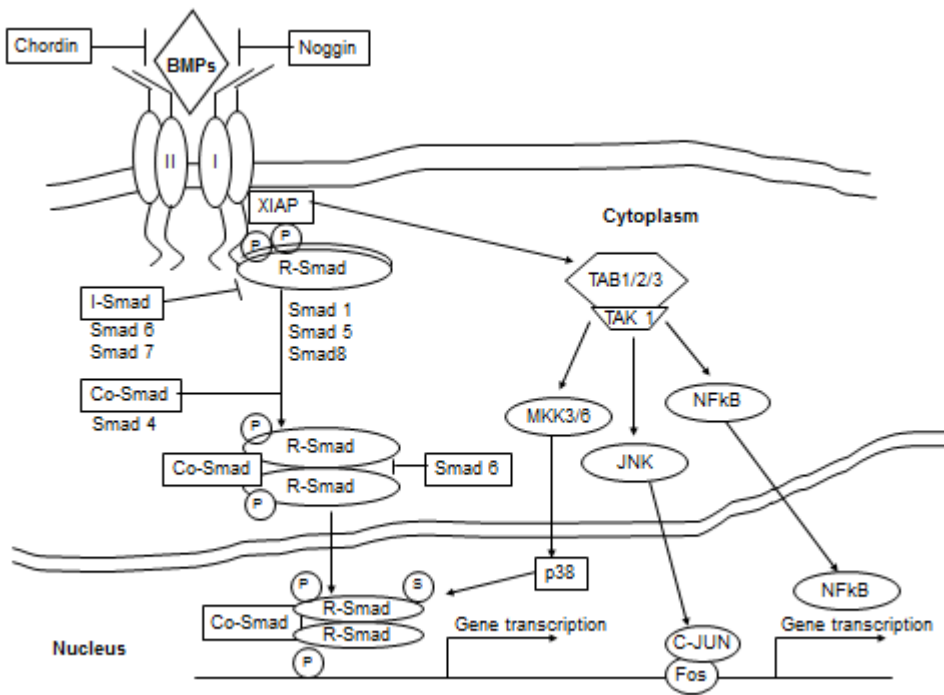 Chordin
BMPs
Noggin
II
I
XIAP
Cytoplasm
P
P
R-Smad
TAB1/2/3
TAK 1
I-Smad
Smad 6
Smad 7
Smad 1
Smad 5
Smad8
Co-Smad
Smad 4
MKK3/6
NFkB
P
R-Smad
Co-Smad
R-Smad
Smad 6
JNK
P
p38
NFkB
P
S
R-Smad
Co-Smad
R-Smad
Gene transcription
Gene transcription
Nucleus
C-JUN
P
Fos